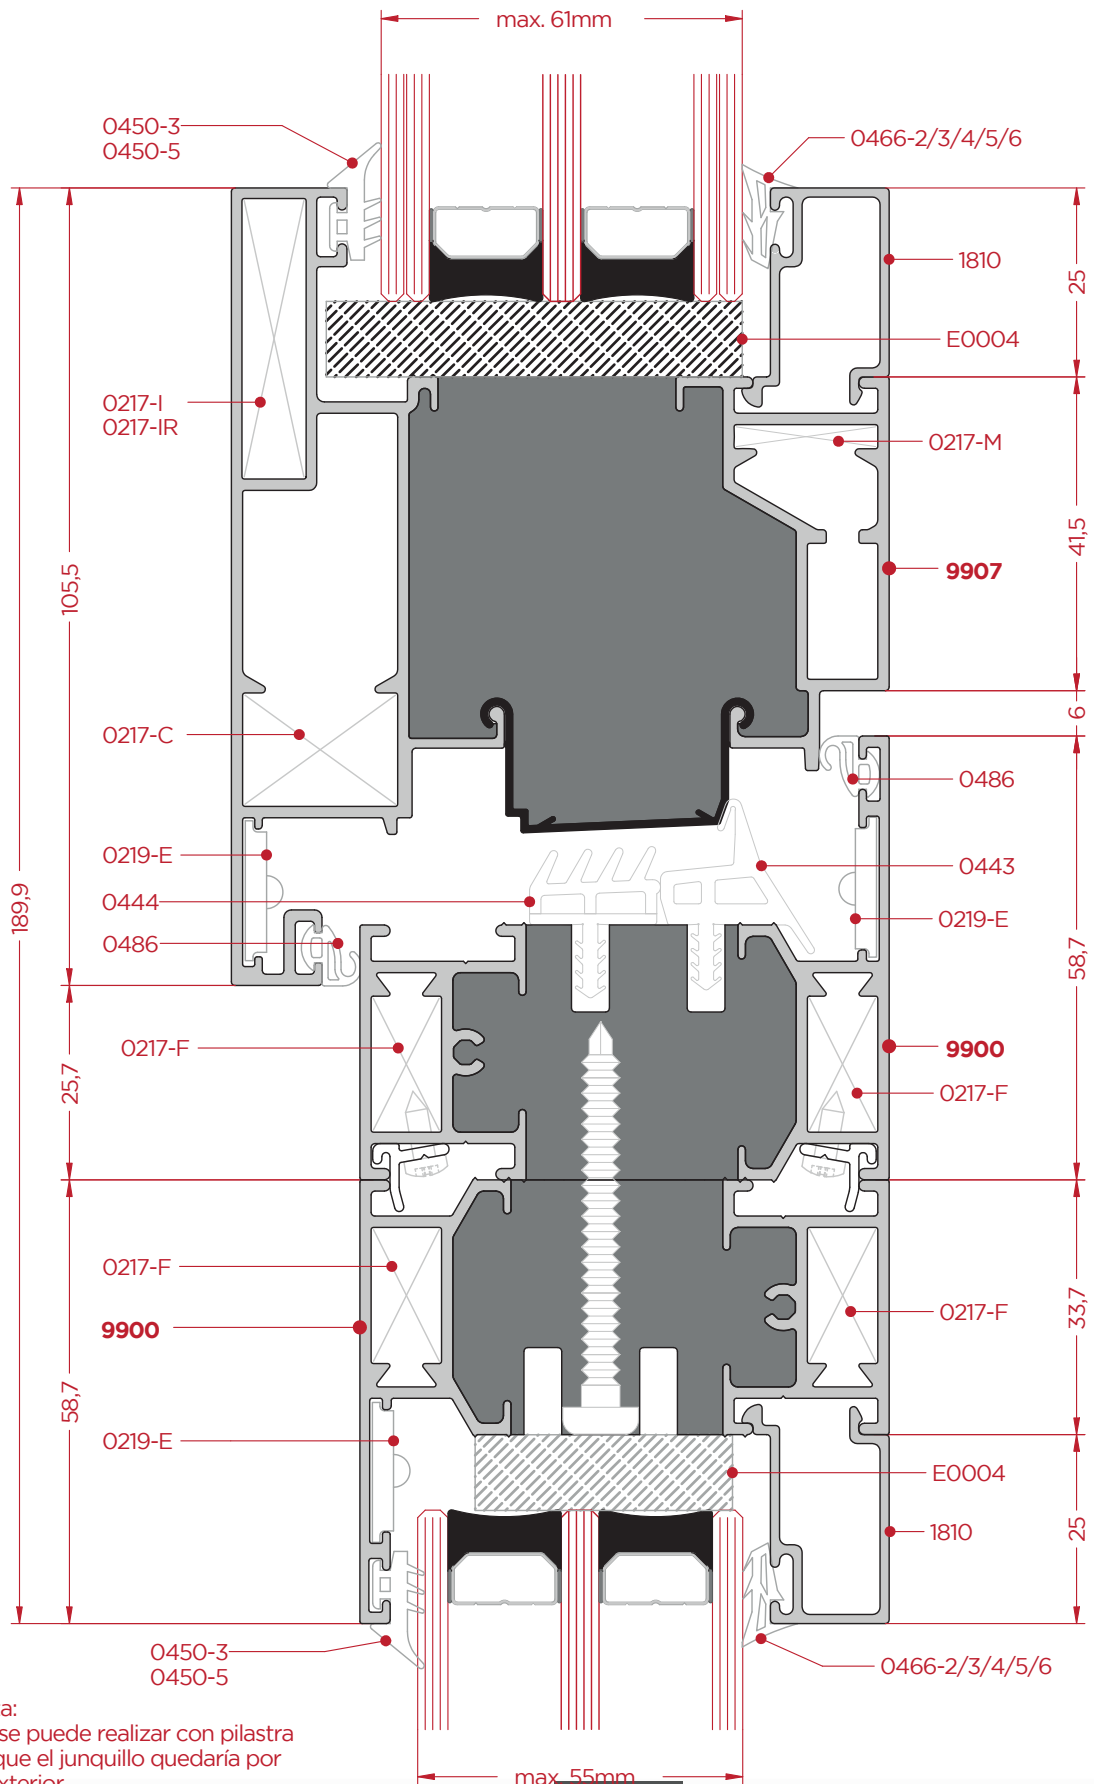 max. 61mm
0450-3
0450-5
0466-2/3/4/5/6
1810
25
E0004
0217-I
0217-IR
0217-M
41,5
9907
105,5
6
0217-C
0486
0219-E
0443
0444
189,9
0219-E
0486
58,7
0217-F
9900
25,7
0217-F
0217-F
9900
33,7
0217-F
58,7
0219-E
E0004
1810
25
0450-3
0450-5
0466-2/3/4/5/6
a:
se puede realizar con pilastra
que el junquillo quedaría por
max. 55mm